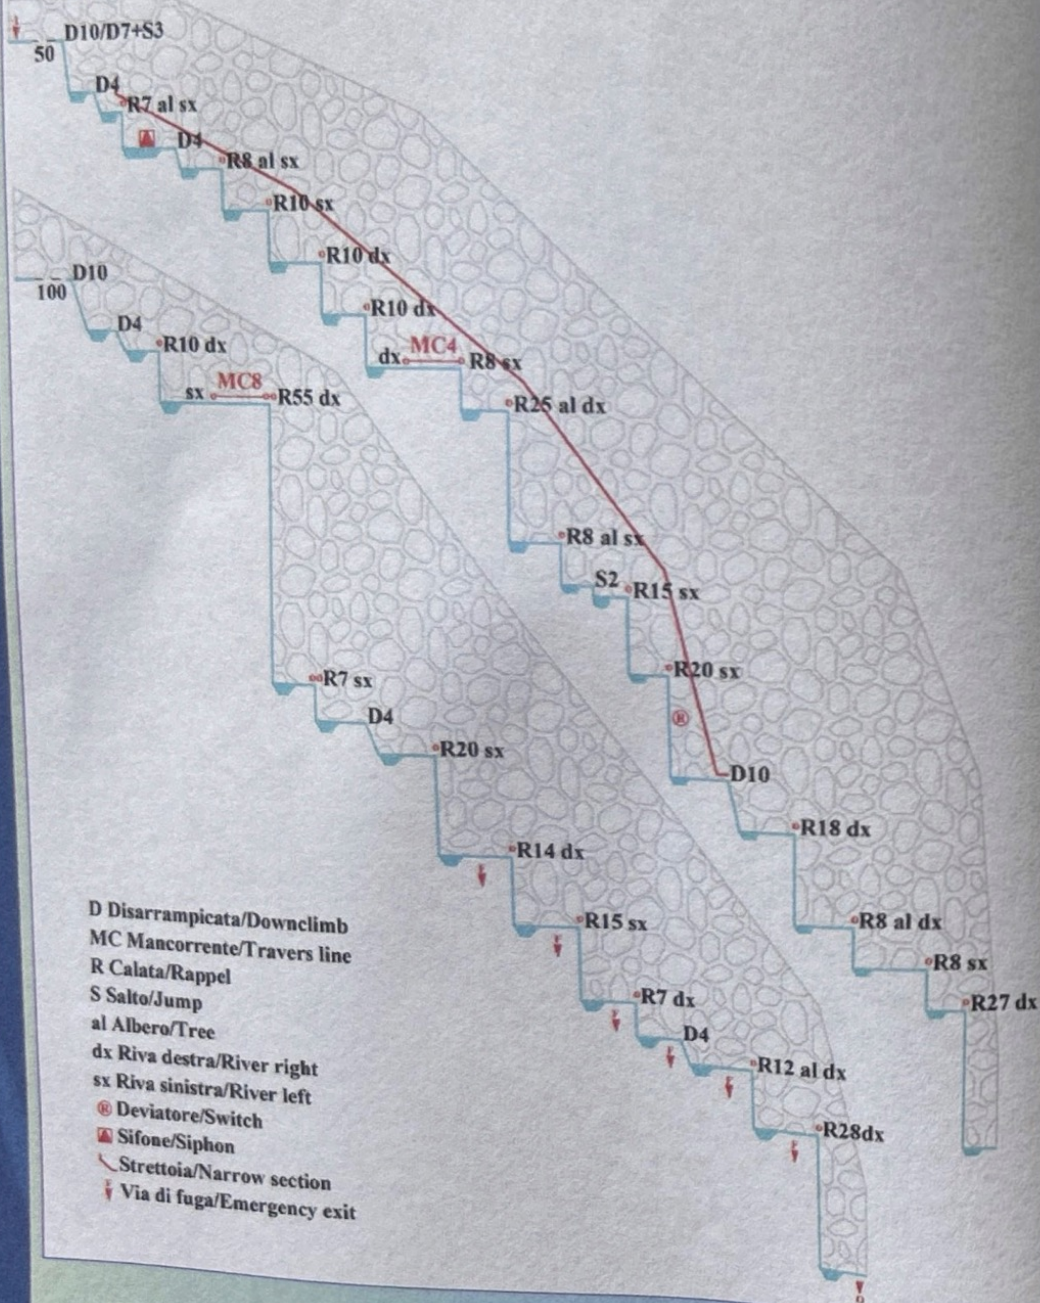 D10/D7+S3
50
D4
R7 al sx
D4
R8 al sx
R10 sx
R10 dx
R10 dx
dx MC4 R8 sx
R25 al dx
R8 al sx
S2 R15 sx
R20 sx
R
D10
R18 dx
R8 al dx
R8 sx
R27 dx
D10
100
D4
R10 dx
sx MC8 R55 dx
R7 sx
D4
R20 sx
R14 dx
R15 sx
R7 dx
D4
R12 al dx
R28dx
D Disarrampicata/Downclimb
MC Mancorrente/Travers line
R Calata/Rappel
S Salto/Jump
al Albero/Tree
dx Riva destra/River right
sx Riva sinistra/River left
® Deviatore/Switch
Sifone/Siphon
Strettoia/Narrow section
Via di fuga/Emergency exit